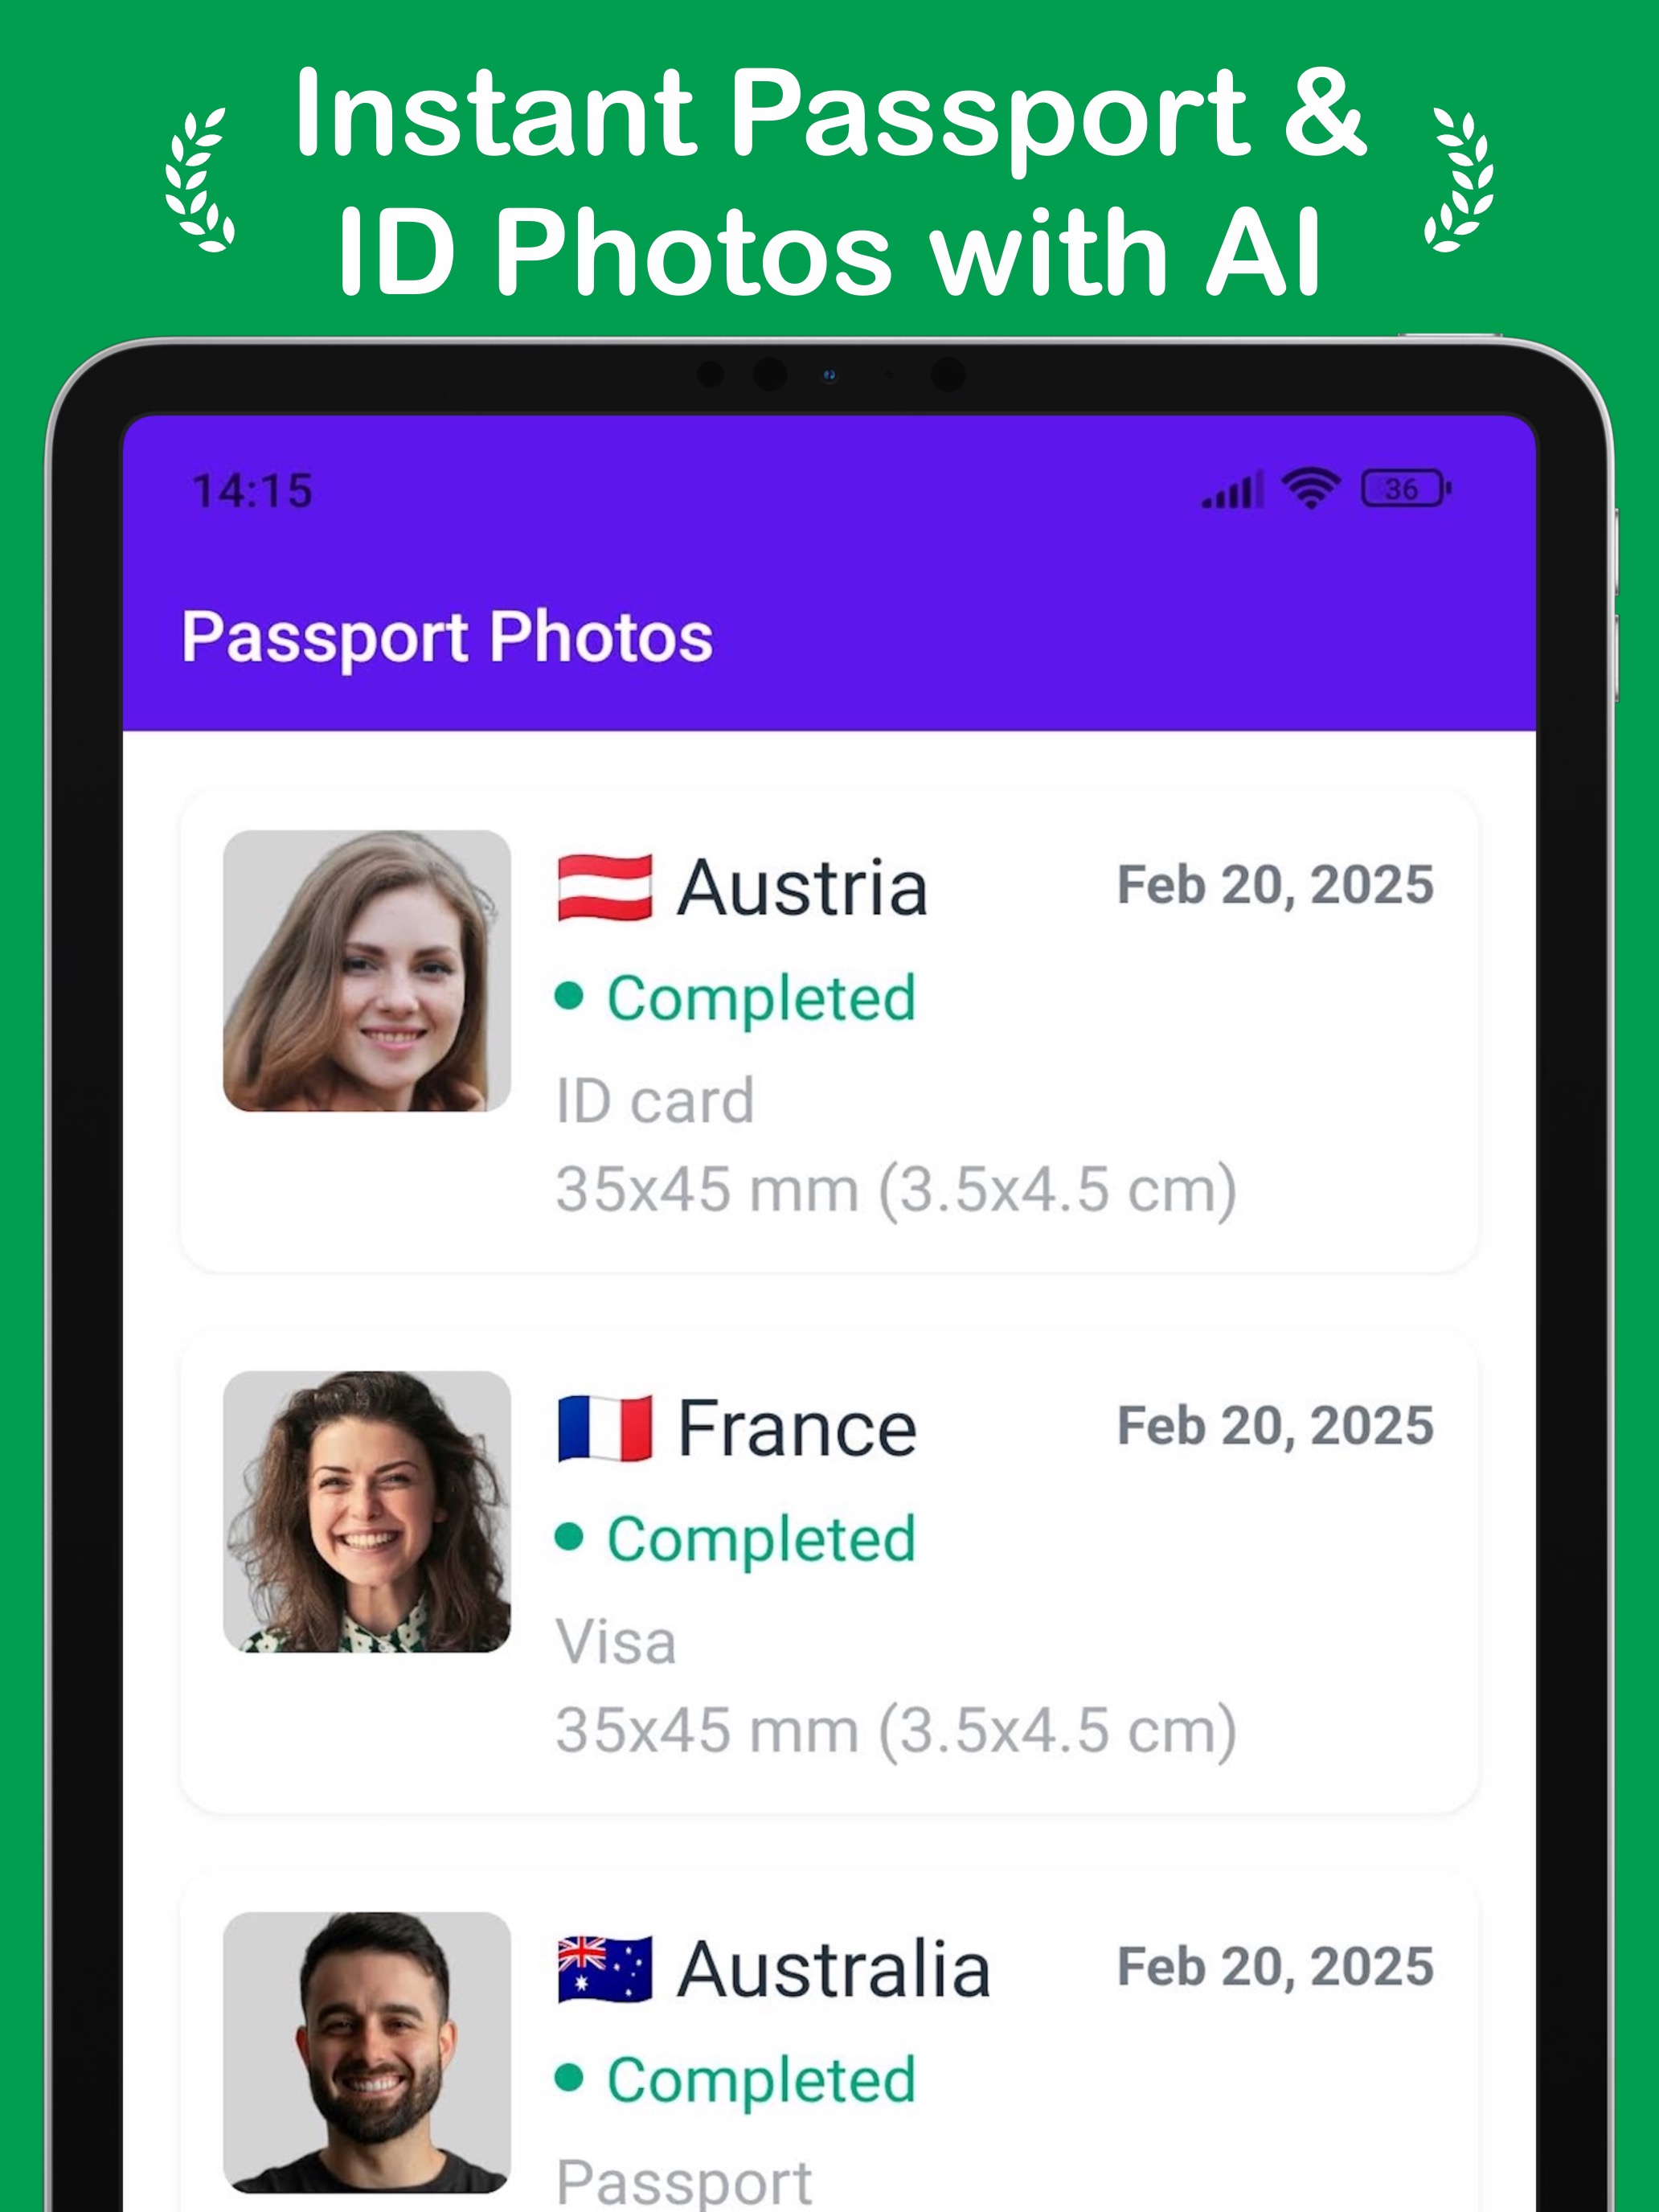 Instant Passport &
ID Photos with AI
14:15
36
Passport Photos
Austria
Feb 20, 2025
Completed
ID card
35x45 mm (3.5x4.5 cm)
France
Feb 20, 2025
Completed
Visa
35x45 mm (3.5x4.5 cm)
Australia
Feb 20, 2025
Completed
Passport